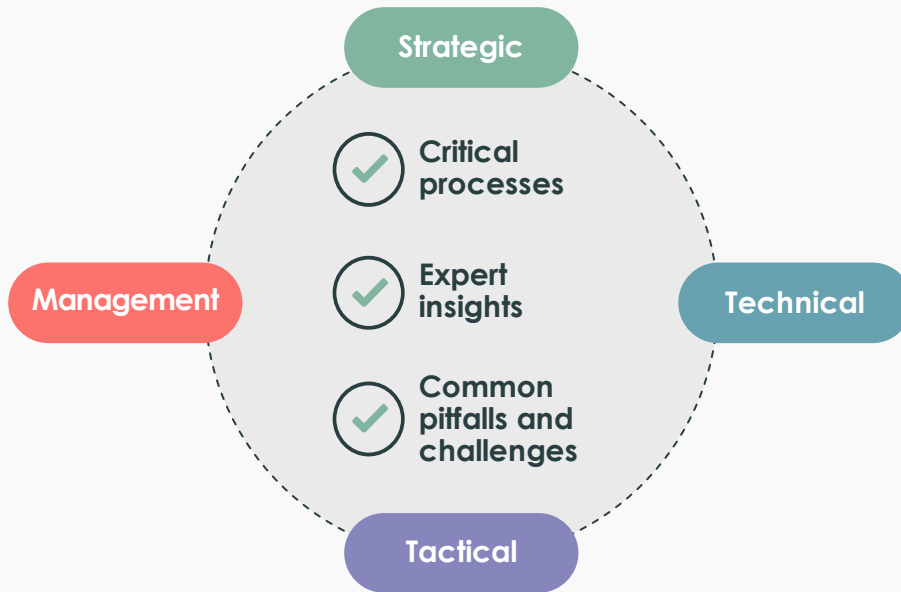 Strategic
Critical
processes
Management
Expert
insights
Technical
Common
pitfalls and
challenges
Tactical